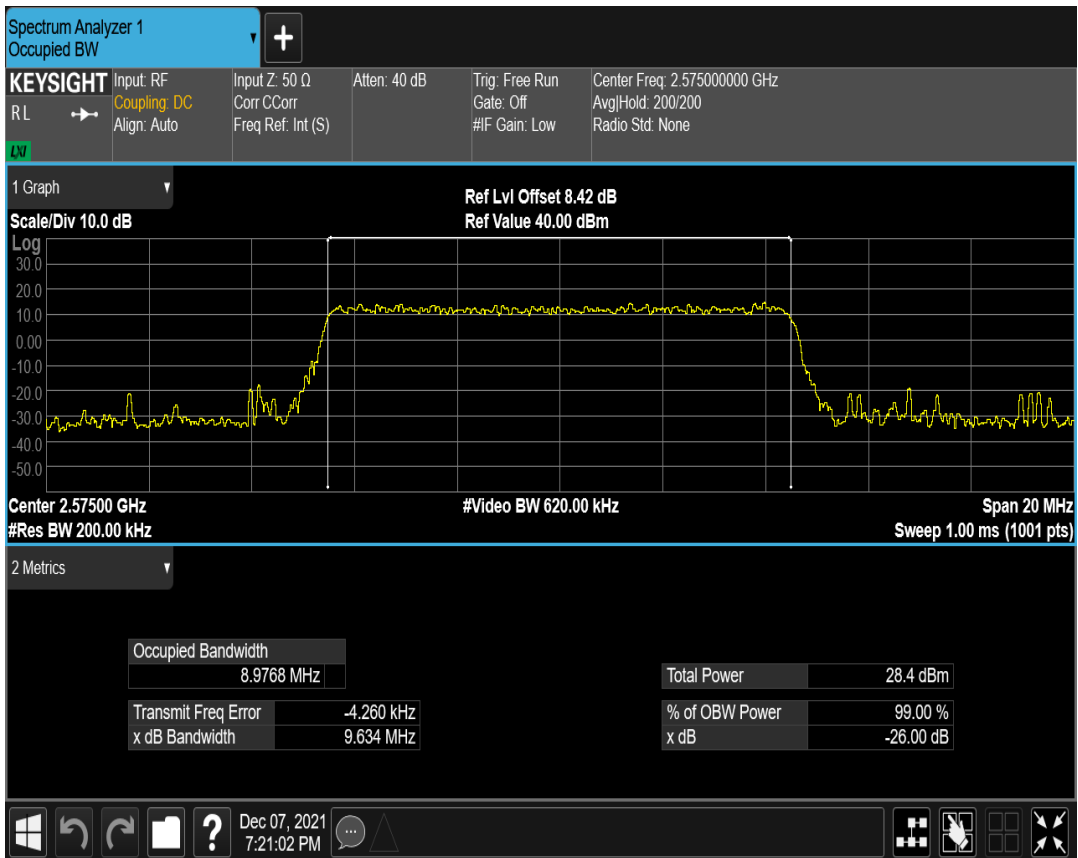 Spectrum Analyzer 1
Occupied BW
KEYSIGHT
R L
LXI
Input: RF
Coupling: DC
Align: Auto
Input Z: 50 Ω
Corr CCorr
Freq Ref: Int (S)
Atten: 40 dB
Trig: Free Run
Gate: Off
#IF Gain: Low
Center Freq: 2.575000000 GHz
Avg|Hold: 200/200
Radio Std: None
1 Graph
Scale/Div 10.0 dB
Ref Lvl Offset 8.42 dB
Ref Value 40.00 dBm
Log
30.0
20.0
10.0
0.00
-10.0
-20.0
-30.0
-40.0
-50.0
Center 2.57500 GHz
#Video BW 620.00 kHz
Span 20 MHz
#Res BW 200.00 kHz
Sweep 1.00 ms (1001 pts)
2 Metrics
Occupied Bandwidth
8.9768 MHz
Total Power 28.4 dBm
Transmit Freq Error -4.260 kHz
% of OBW Power 99.00 %
x dB Bandwidth 9.634 MHz
x dB -26.00 dB
?
Dec 07, 2021
7:21:02 PM